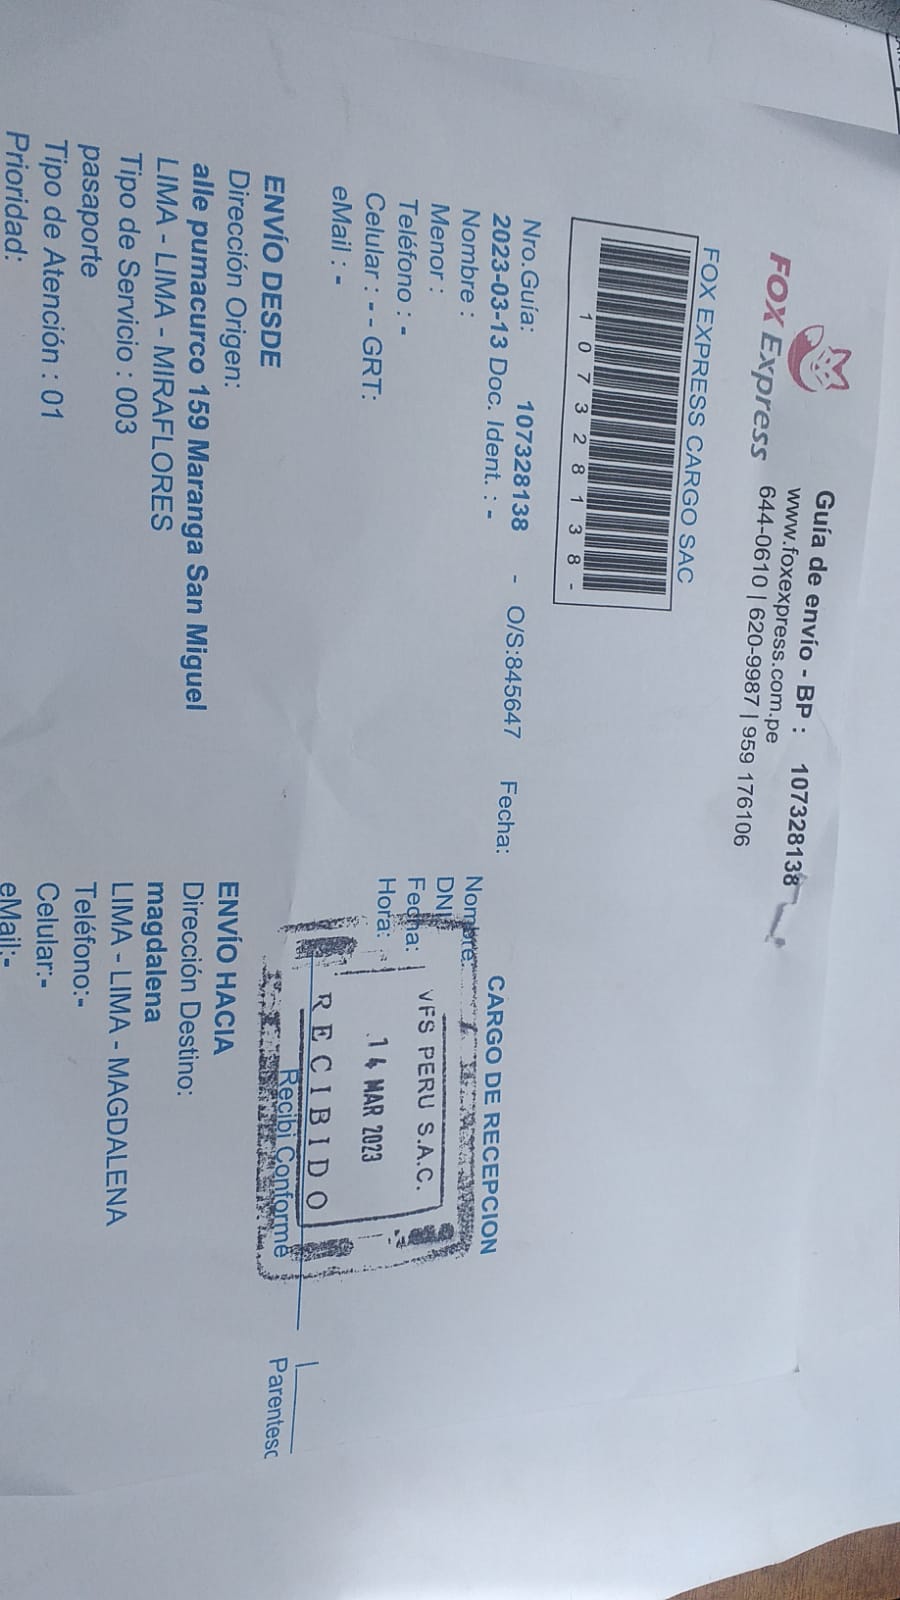 FOX Express
Guía de envío - BP : 107328138
www.foxexpress.com.pe
644-0610 | 620-9987 | 959 176106
FOX EXPRESS CARGO SAC
1 0 7 3 2 8 1 3 8 -
Nro.Guía: 107328138 - O/S:845647 Fecha:
2023-03-13 Doc. Ident. : -
Nombre :
Menor :
Teléfono : -
Celular : - - GRT:
eMail : -
CARGO DE RECEPCION
Nombre:
DNI
Fecha:
Hora:
VFS PERU S.A.C.
14 MAR 2023
RECIBIDO
Recibi Conforme
Parentesc
ENVÍO DESDE
Dirección Origen:
alle pumacurco 159 Maranga San Miguel
LIMA - LIMA - MIRAFLORES
Tipo de Servicio : 003
pasaporte
Tipo de Atención : 01
Prioridad:
ENVÍO HACIA
Dirección Destino:
magdalena
LIMA - LIMA - MAGDALENA
Teléfono:-
Celular:-
eMail:-